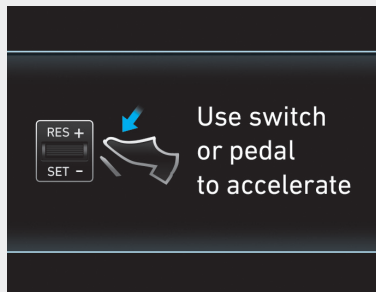 RES +
SET -
Use switch
or pedal
to accelerate